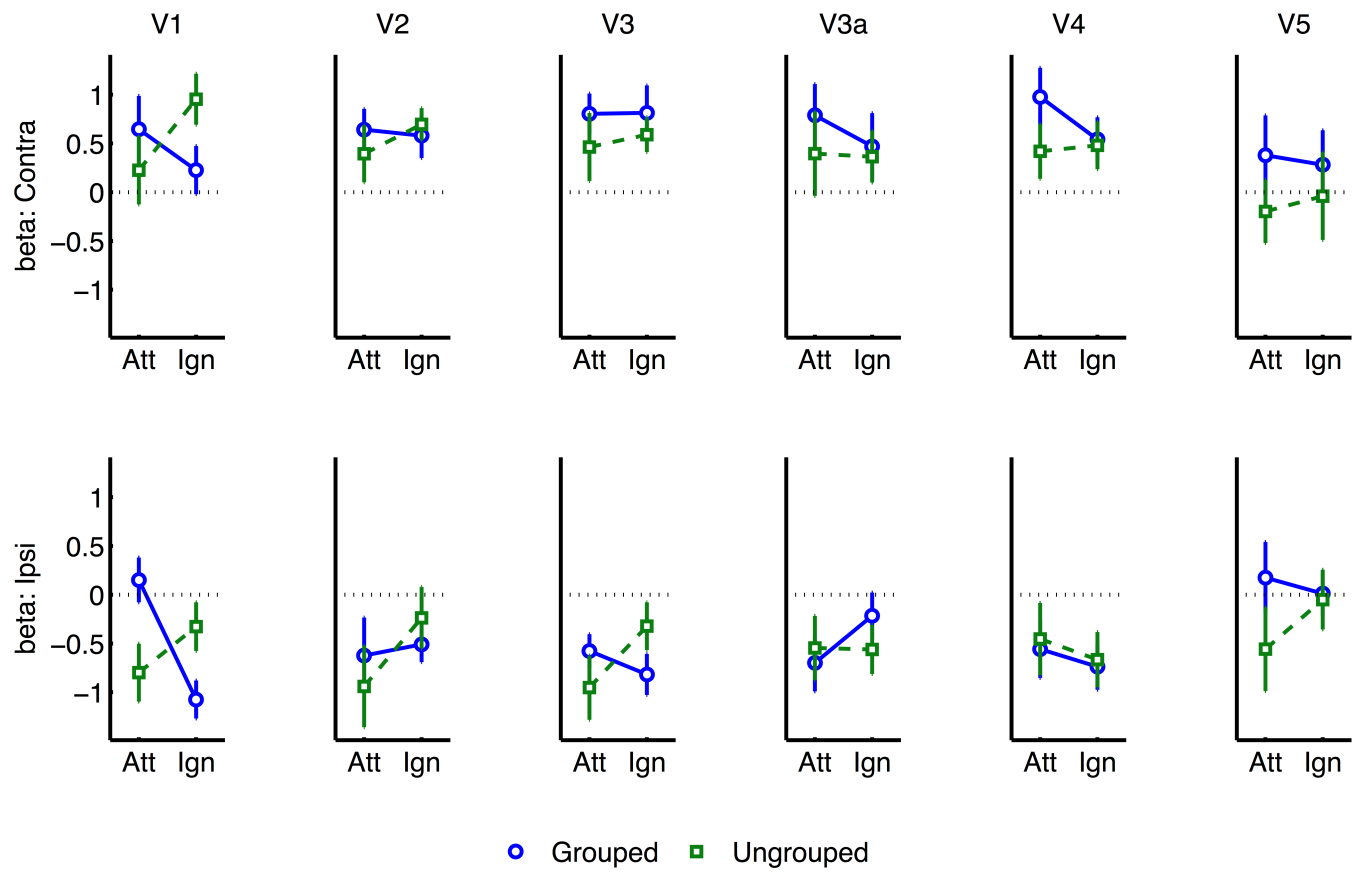 V1 V2 V3 V3a V4 V5
beta: Contra
1
0.5
0
−0.5
−1
Att Ign Att Ign Att Ign Att Ign Att Ign Att Ign
beta: Ipsi
1
0.5
0
−0.5
−1
Att Ign Att Ign Att Ign Att Ign Att Ign Att Ign
Grouped Ungrouped